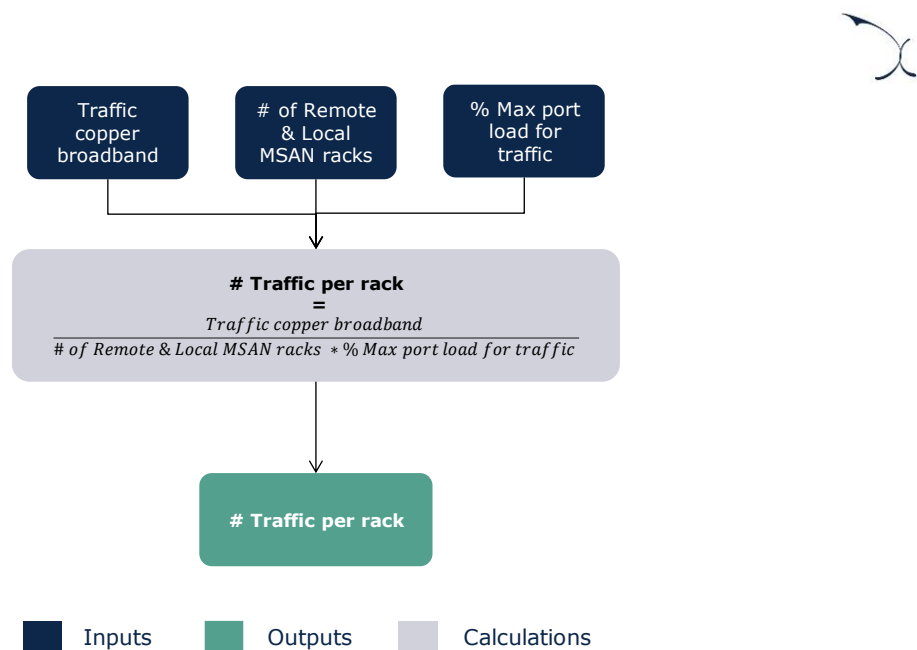 Traffic
copper
broadband
# of Remote
& Local
MSAN racks
% Max port
load for
traffic
# Traffic per rack
=
Traffic copper broadband
# of Remote & Local MSAN racks * % Max port load for traffic
# Traffic per rack
Inputs
Outputs
Calculations